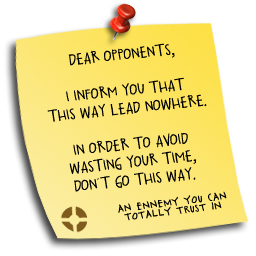 DEAR OPPONENTS,
I INFORM YOU THAT
THIS WAY LEAD NOWHERE.
IN ORDER TO AVOID
WASTING YOUR TIME,
DON'T GO THIS WAY.
AN ENNEMY YOU CAN
TOTALLY TRUST IN